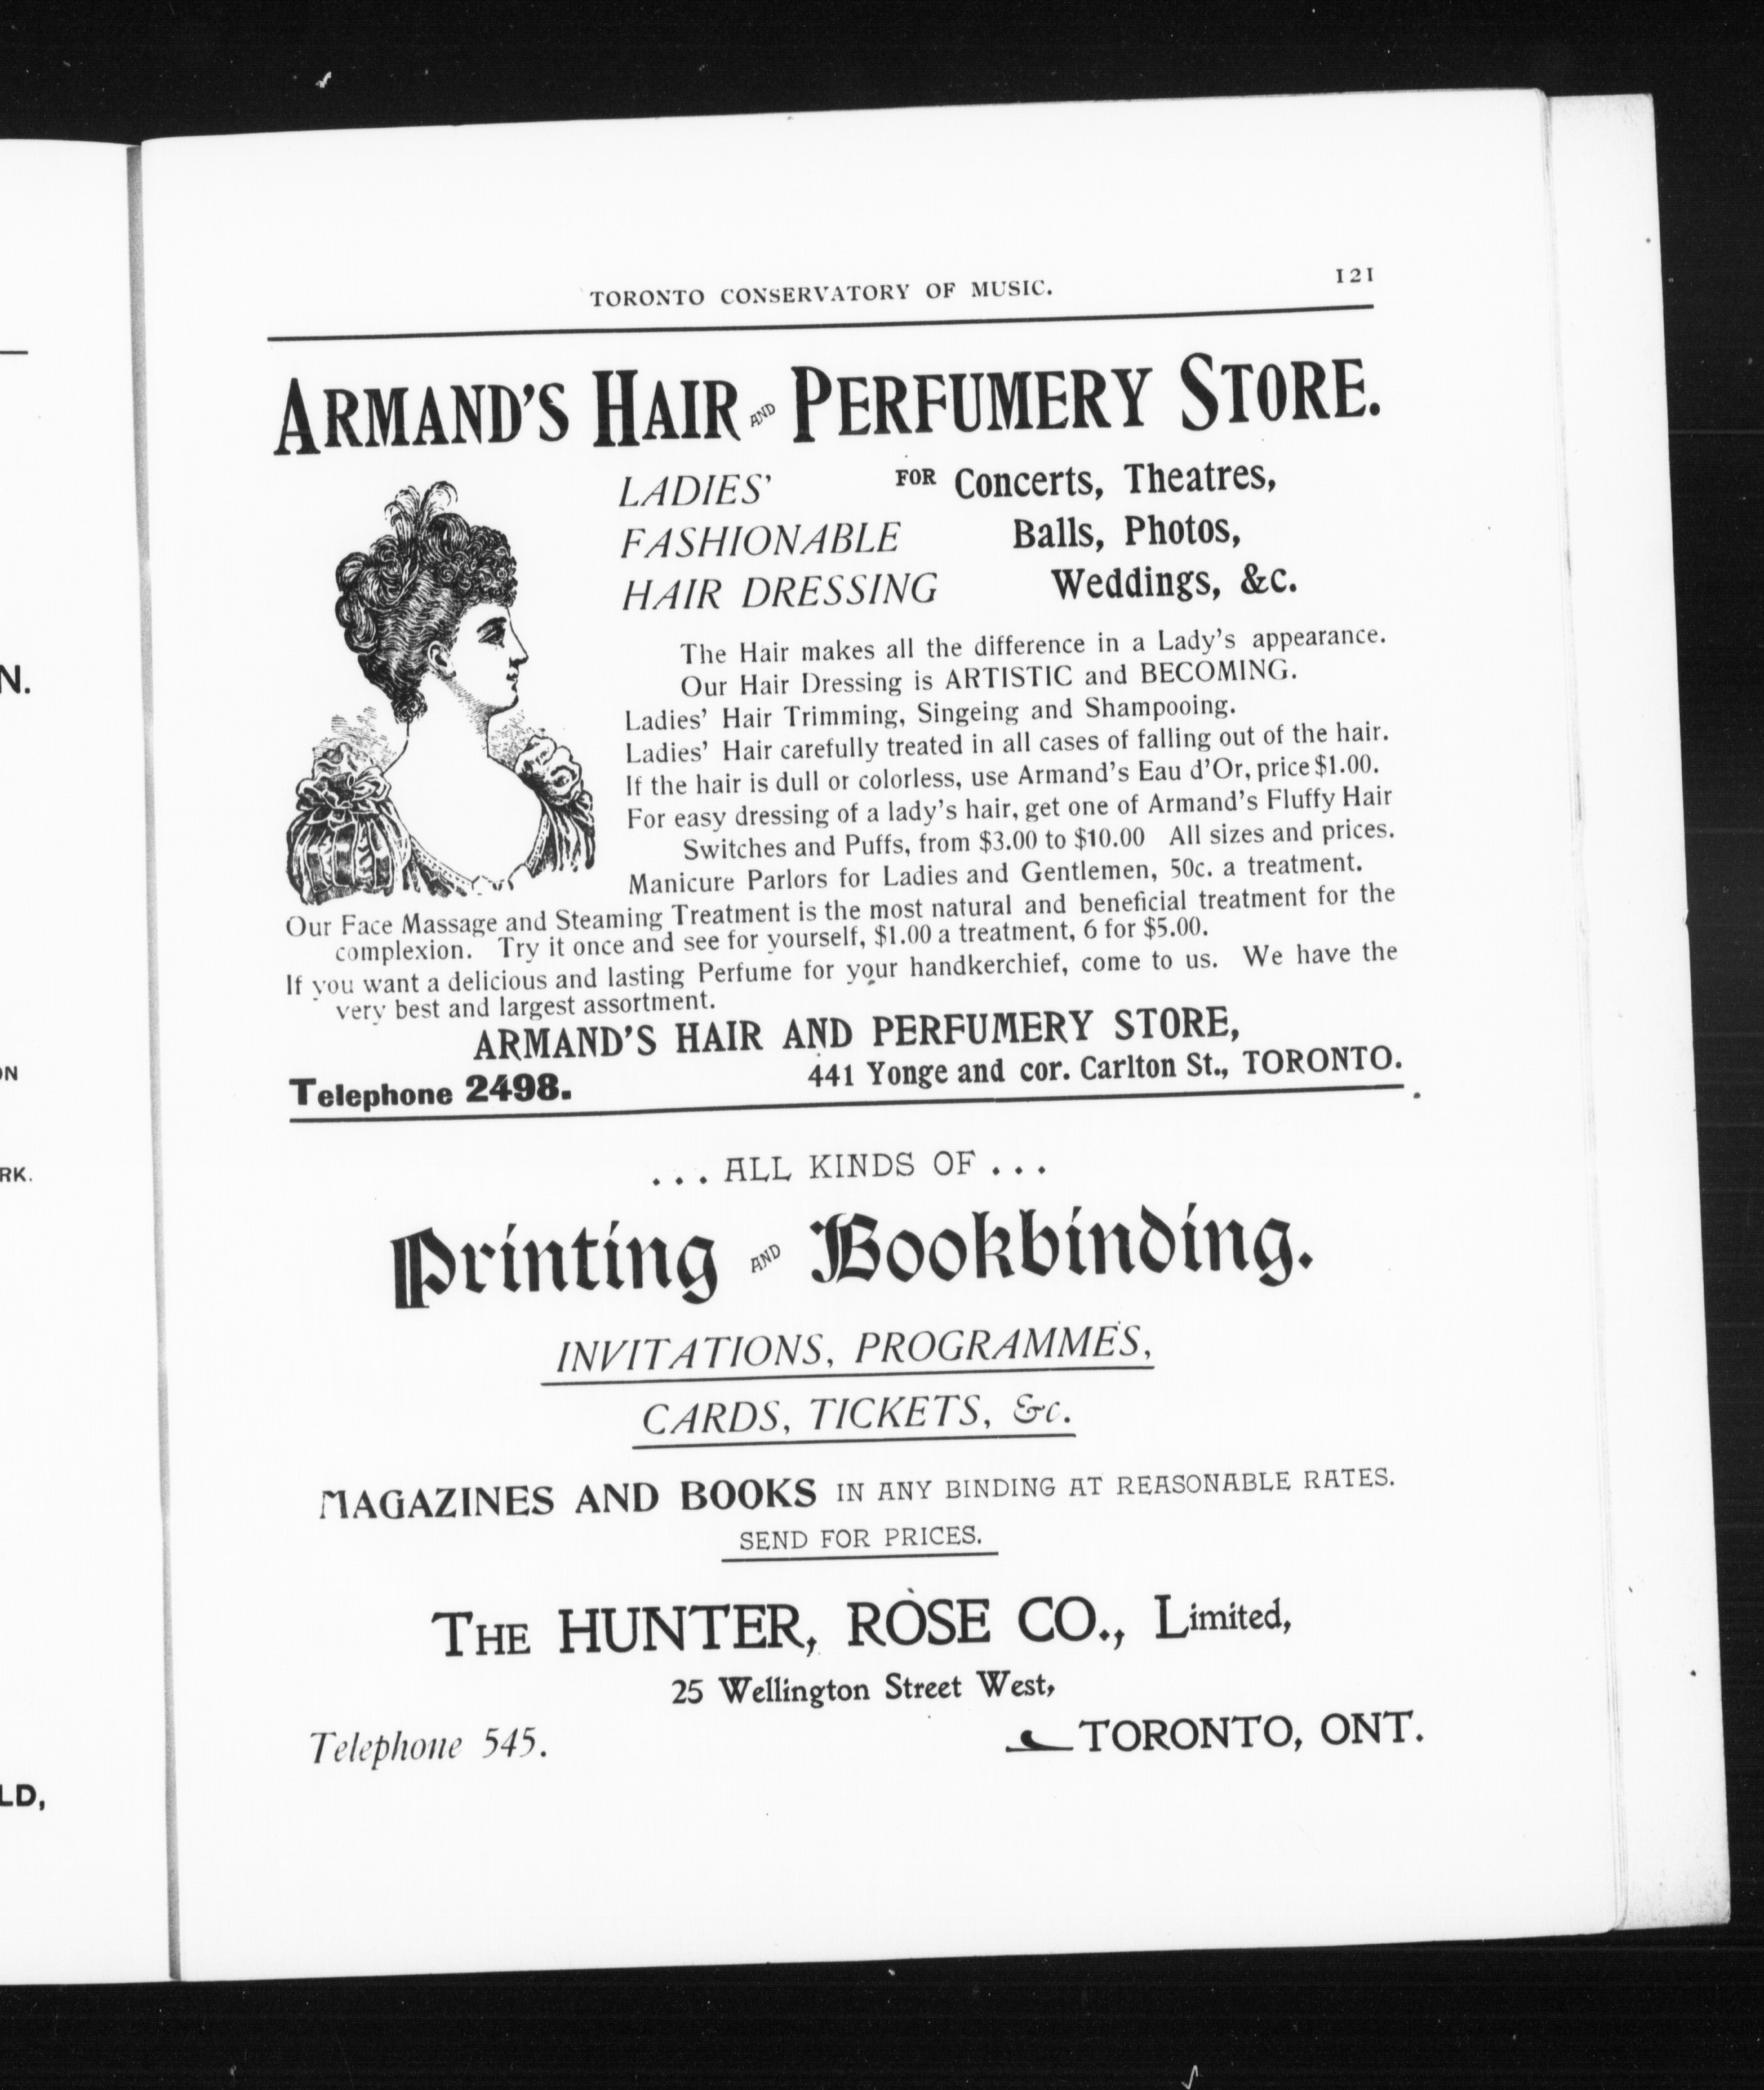 TORONTO CONSERVATORY OF MUSIC. 121
ARMAND'S HAIR AND PERFUMERY STORE.
LADIES' FOR Concerts, Theatres,
FASHIONABLE Balls, Photos,
HAIR DRESSING Weddings, &c.
The Hair makes all the difference in a Lady's appearance.
Our Hair Dressing is ARTISTIC and BECOMING.
Ladies' Hair Trimming, Singeing and Shampooing.
Ladies' Hair carefully treated in all cases of falling out of the hair.
If the hair is dull or colorless, use Armand's Eau d'Or, price $1.00.
For easy dressing of a lady's hair, get one of Armand's Fluffy Hair
Switches and Puffs, from $3.00 to $10.00 All sizes and prices.
Manicure Parlors for Ladies and Gentlemen, 50c. a treatment.
Our Face Massage and Steaming Treatment is the most natural and beneficial treatment for the
complexion. Try it once and see for yourself, $1.00 a treatment, 6 for $5.00.
If you want a delicious and lasting Perfume for your handkerchief, come to us. We have the
very best and largest assortment.
ARMAND'S HAIR AND PERFUMERY STORE,
Telephone 2498. 441 Yonge and cor. Carlton St., TORONTO.
... ALL KINDS OF ...
Printing AND Bookbinding.
INVITATIONS, PROGRAMMES,
CARDS, TICKETS, &c.
MAGAZINES AND BOOKS IN ANY BINDING AT REASONABLE RATES.
SEND FOR PRICES.
THE HUNTER, ROSE CO., Limited,
25 Wellington Street West,
Telephone 545. TORONTO, ONT.
N.
ON
RK.
LD,